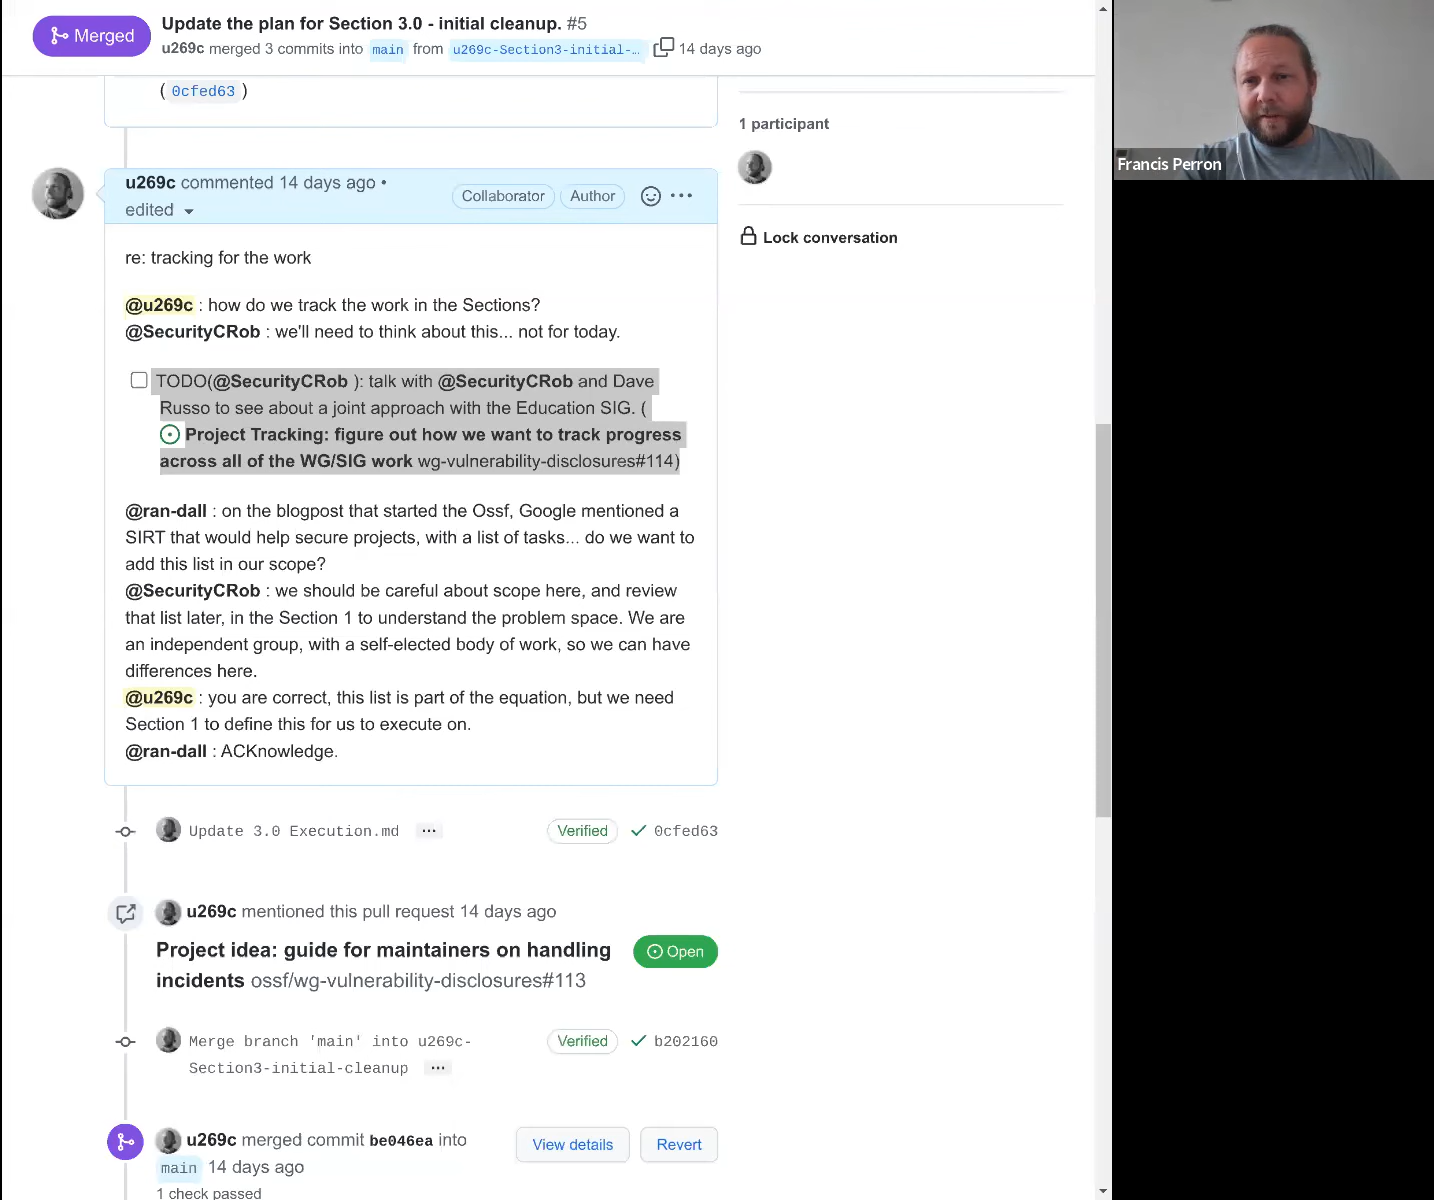 Merged
Update the plan for Section 3.0 - initial cleanup. #5
u269c merged 3 commits into main from u269c-Section3-initial-... 14 days ago
( 0cfed63 )
1 participant
Lock conversation
Francis Perron
u269c commented 14 days ago •
edited
Collaborator
Author
re: tracking for the work
@u269c : how do we track the work in the Sections?
@SecurityCRob : we'll need to think about this... not for today.
TODO(@SecurityCRob ): talk with @SecurityCRob and Dave
Russo to see about a joint approach with the Education SIG. (
Project Tracking: figure out how we want to track progress
across all of the WG/SIG work wg-vulnerability-disclosures#114)
@ran-dall : on the blogpost that started the Ossf, Google mentioned a
SIRT that would help secure projects, with a list of tasks... do we want to
add this list in our scope?
@SecurityCRob : we should be careful about scope here, and review
that list later, in the Section 1 to understand the problem space. We are
an independent group, with a self-elected body of work, so we can have
differences here.
@u269c : you are correct, this list is part of the equation, but we need
Section 1 to define this for us to execute on.
@ran-dall : ACKnowledge.
Update 3.0 Execution.md ... Verified 0cfed63
u269c mentioned this pull request 14 days ago
Project idea: guide for maintainers on handling
incidents ossf/wg-vulnerability-disclosures#113
Open
Merge branch 'main' into u269c-
Section3-initial-cleanup ...
Verified b202160
u269c merged commit be046ea into
main 14 days ago
View details
Revert
1 check passed